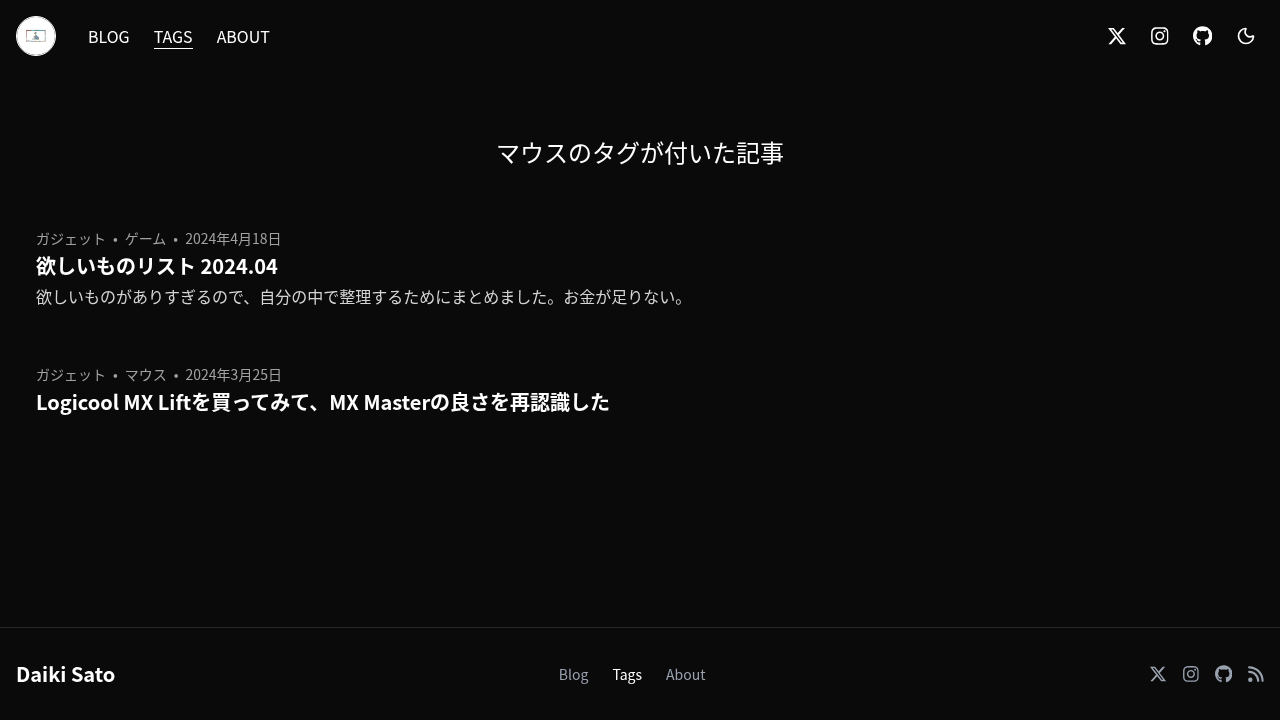 BLOG TAGS ABOUT
マウスのタグが付いた記事
ガジェット • ゲーム • 2024年4月18日
欲しいものリスト 2024.04
欲しいものがありすぎるので、自分の中で整理するためにまとめました。お金が足りない。
ガジェット • マウス • 2024年3月25日
Logicool MX Liftを買ってみて、MX Masterの良さを再認識した
Daiki Sato
Blog Tags About